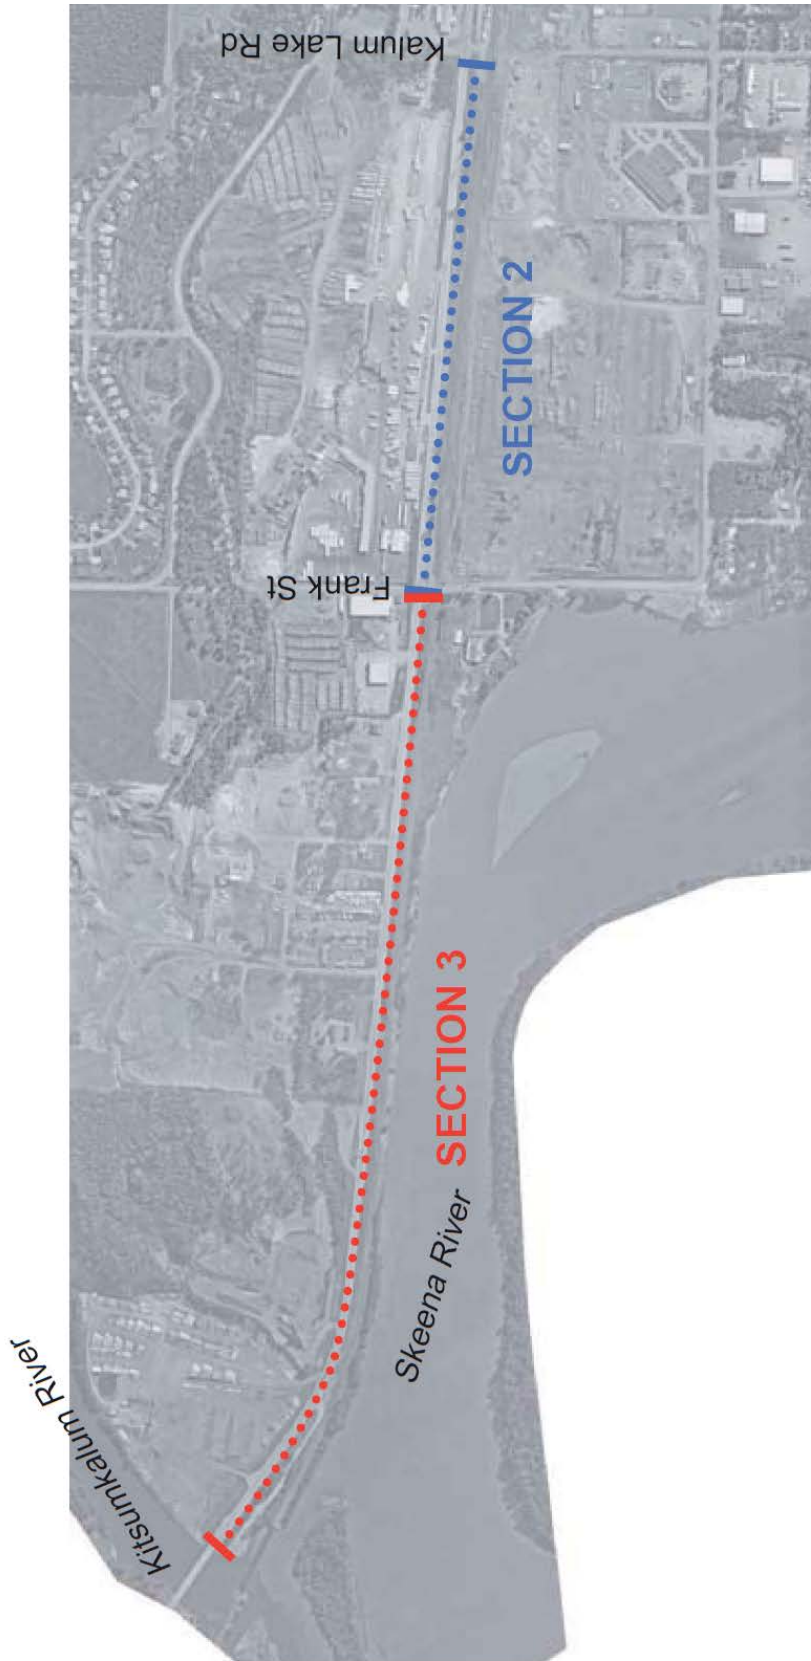 Kalum Lake Rd
SECTION 2
Frank St
SECTION 3
Skeena River
Kitsumkalum River